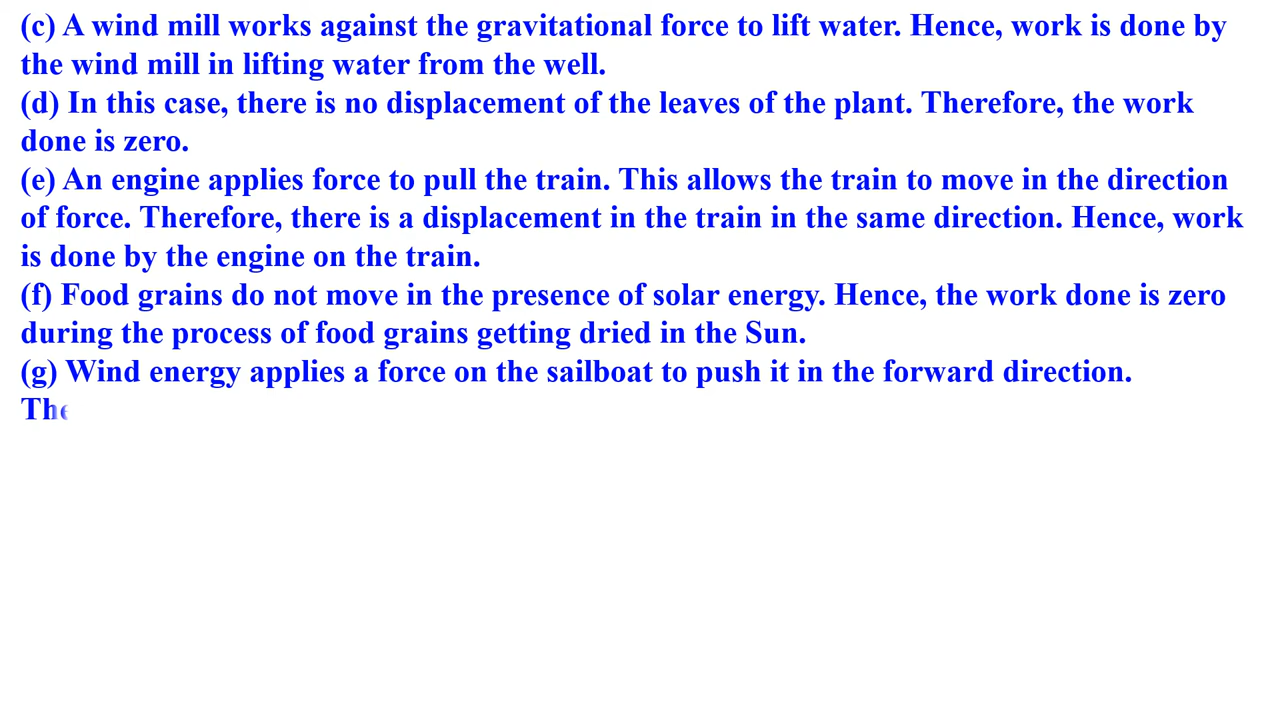 (c) A wind mill works against the gravitational force to lift water. Hence, work is done by
the wind mill in lifting water from the well.
(d) In this case, there is no displacement of the leaves of the plant. Therefore, the work
done is zero.
(e) An engine applies force to pull the train. This allows the train to move in the direction
of force. Therefore, there is a displacement in the train in the same direction. Hence, work
is done by the engine on the train.
(f) Food grains do not move in the presence of solar energy. Hence, the work done is zero
during the process of food grains getting dried in the Sun.
(g) Wind energy applies a force on the sailboat to push it in the forward direction.
The